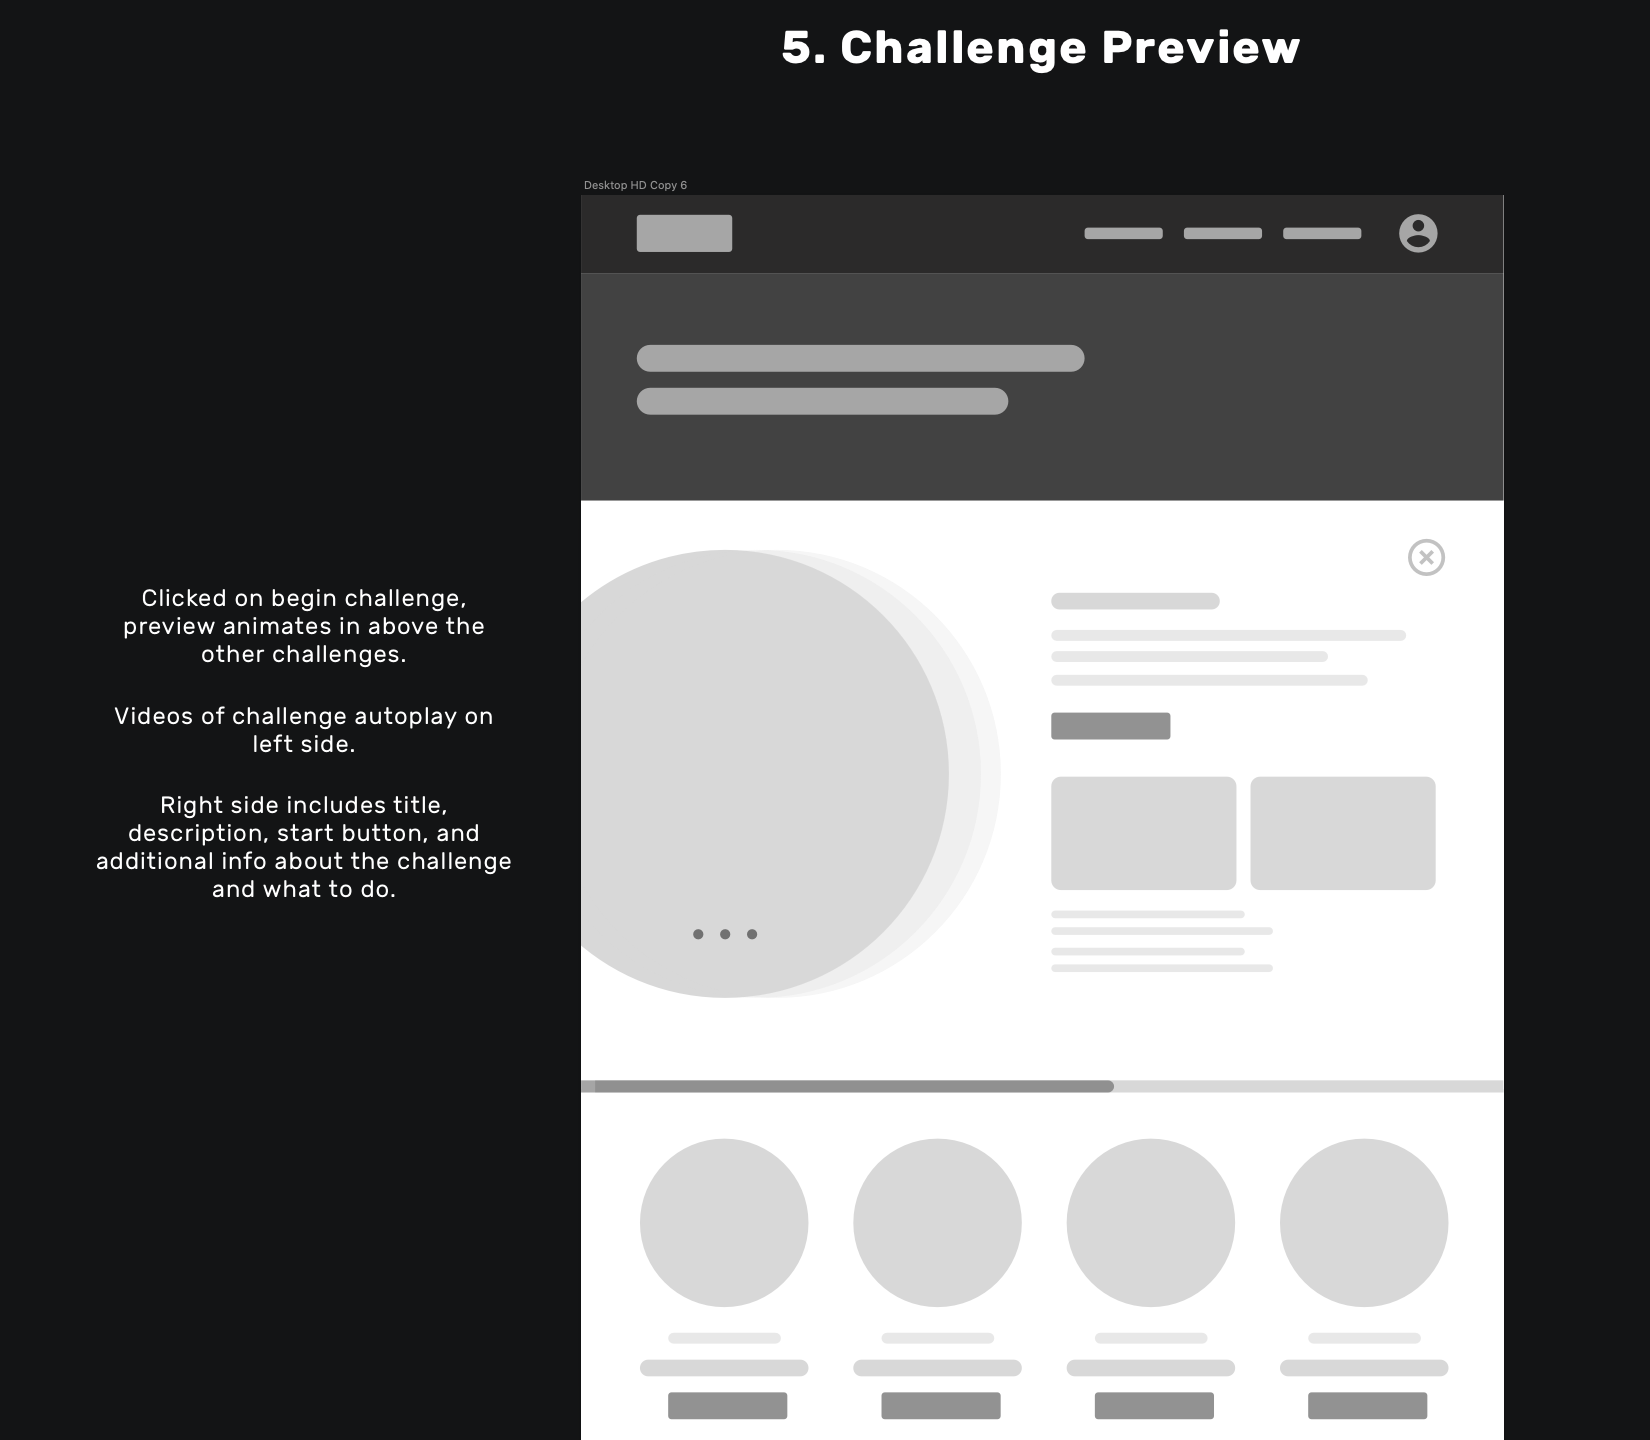 5. Challenge Preview
Desktop HD Copy 6
Clicked on begin challenge,
preview animates in above the
other challenges.
Videos of challenge autoplay on
left side.
Right side includes title,
description, start button, and
additional info about the challenge
and what to do.